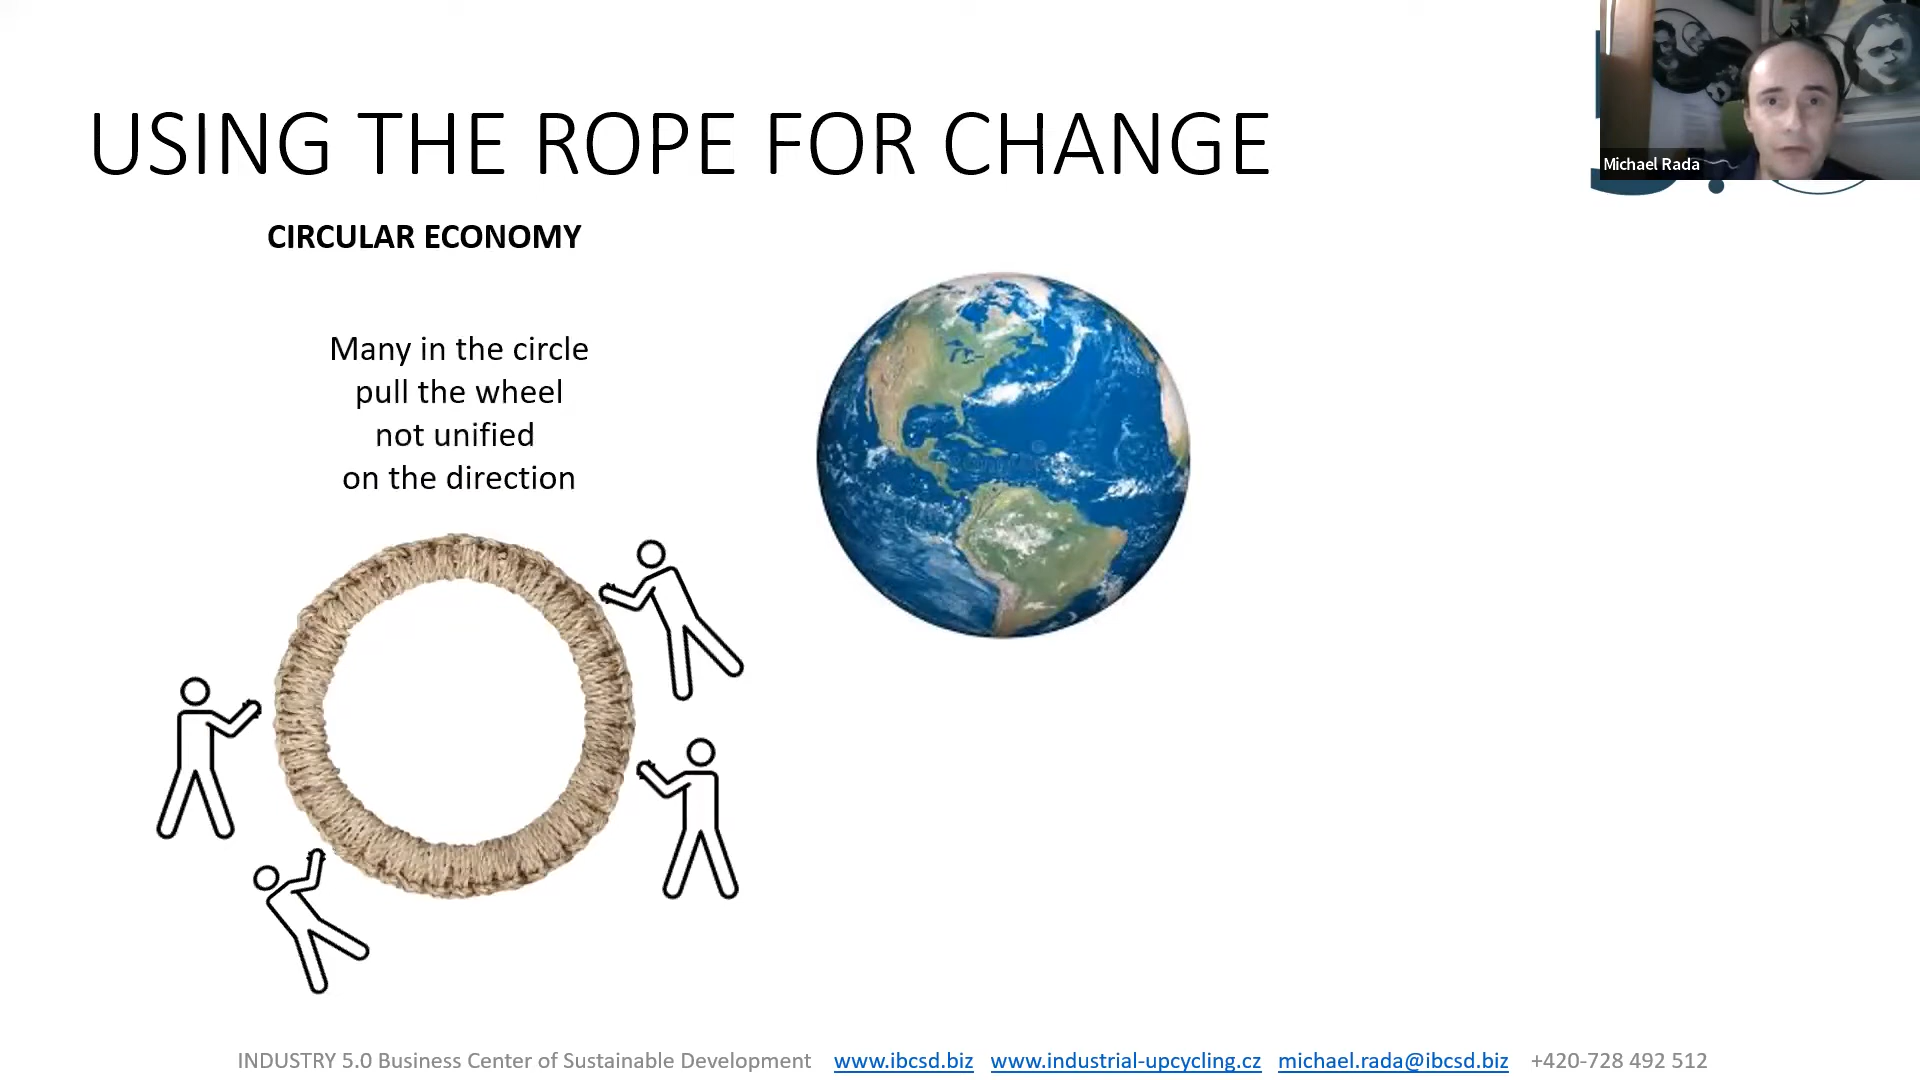 USING THE ROPE FOR CHANGE
Michael Rada
CIRCULAR ECONOMY
Many in the circle
pull the wheel
not unified
on the direction
INDUSTRY 5.0 Business Center of Sustainable Development www.ibcsd.biz www.industrial-upcycling.cz michael.rada@ibcsd.biz +420-728 492 512